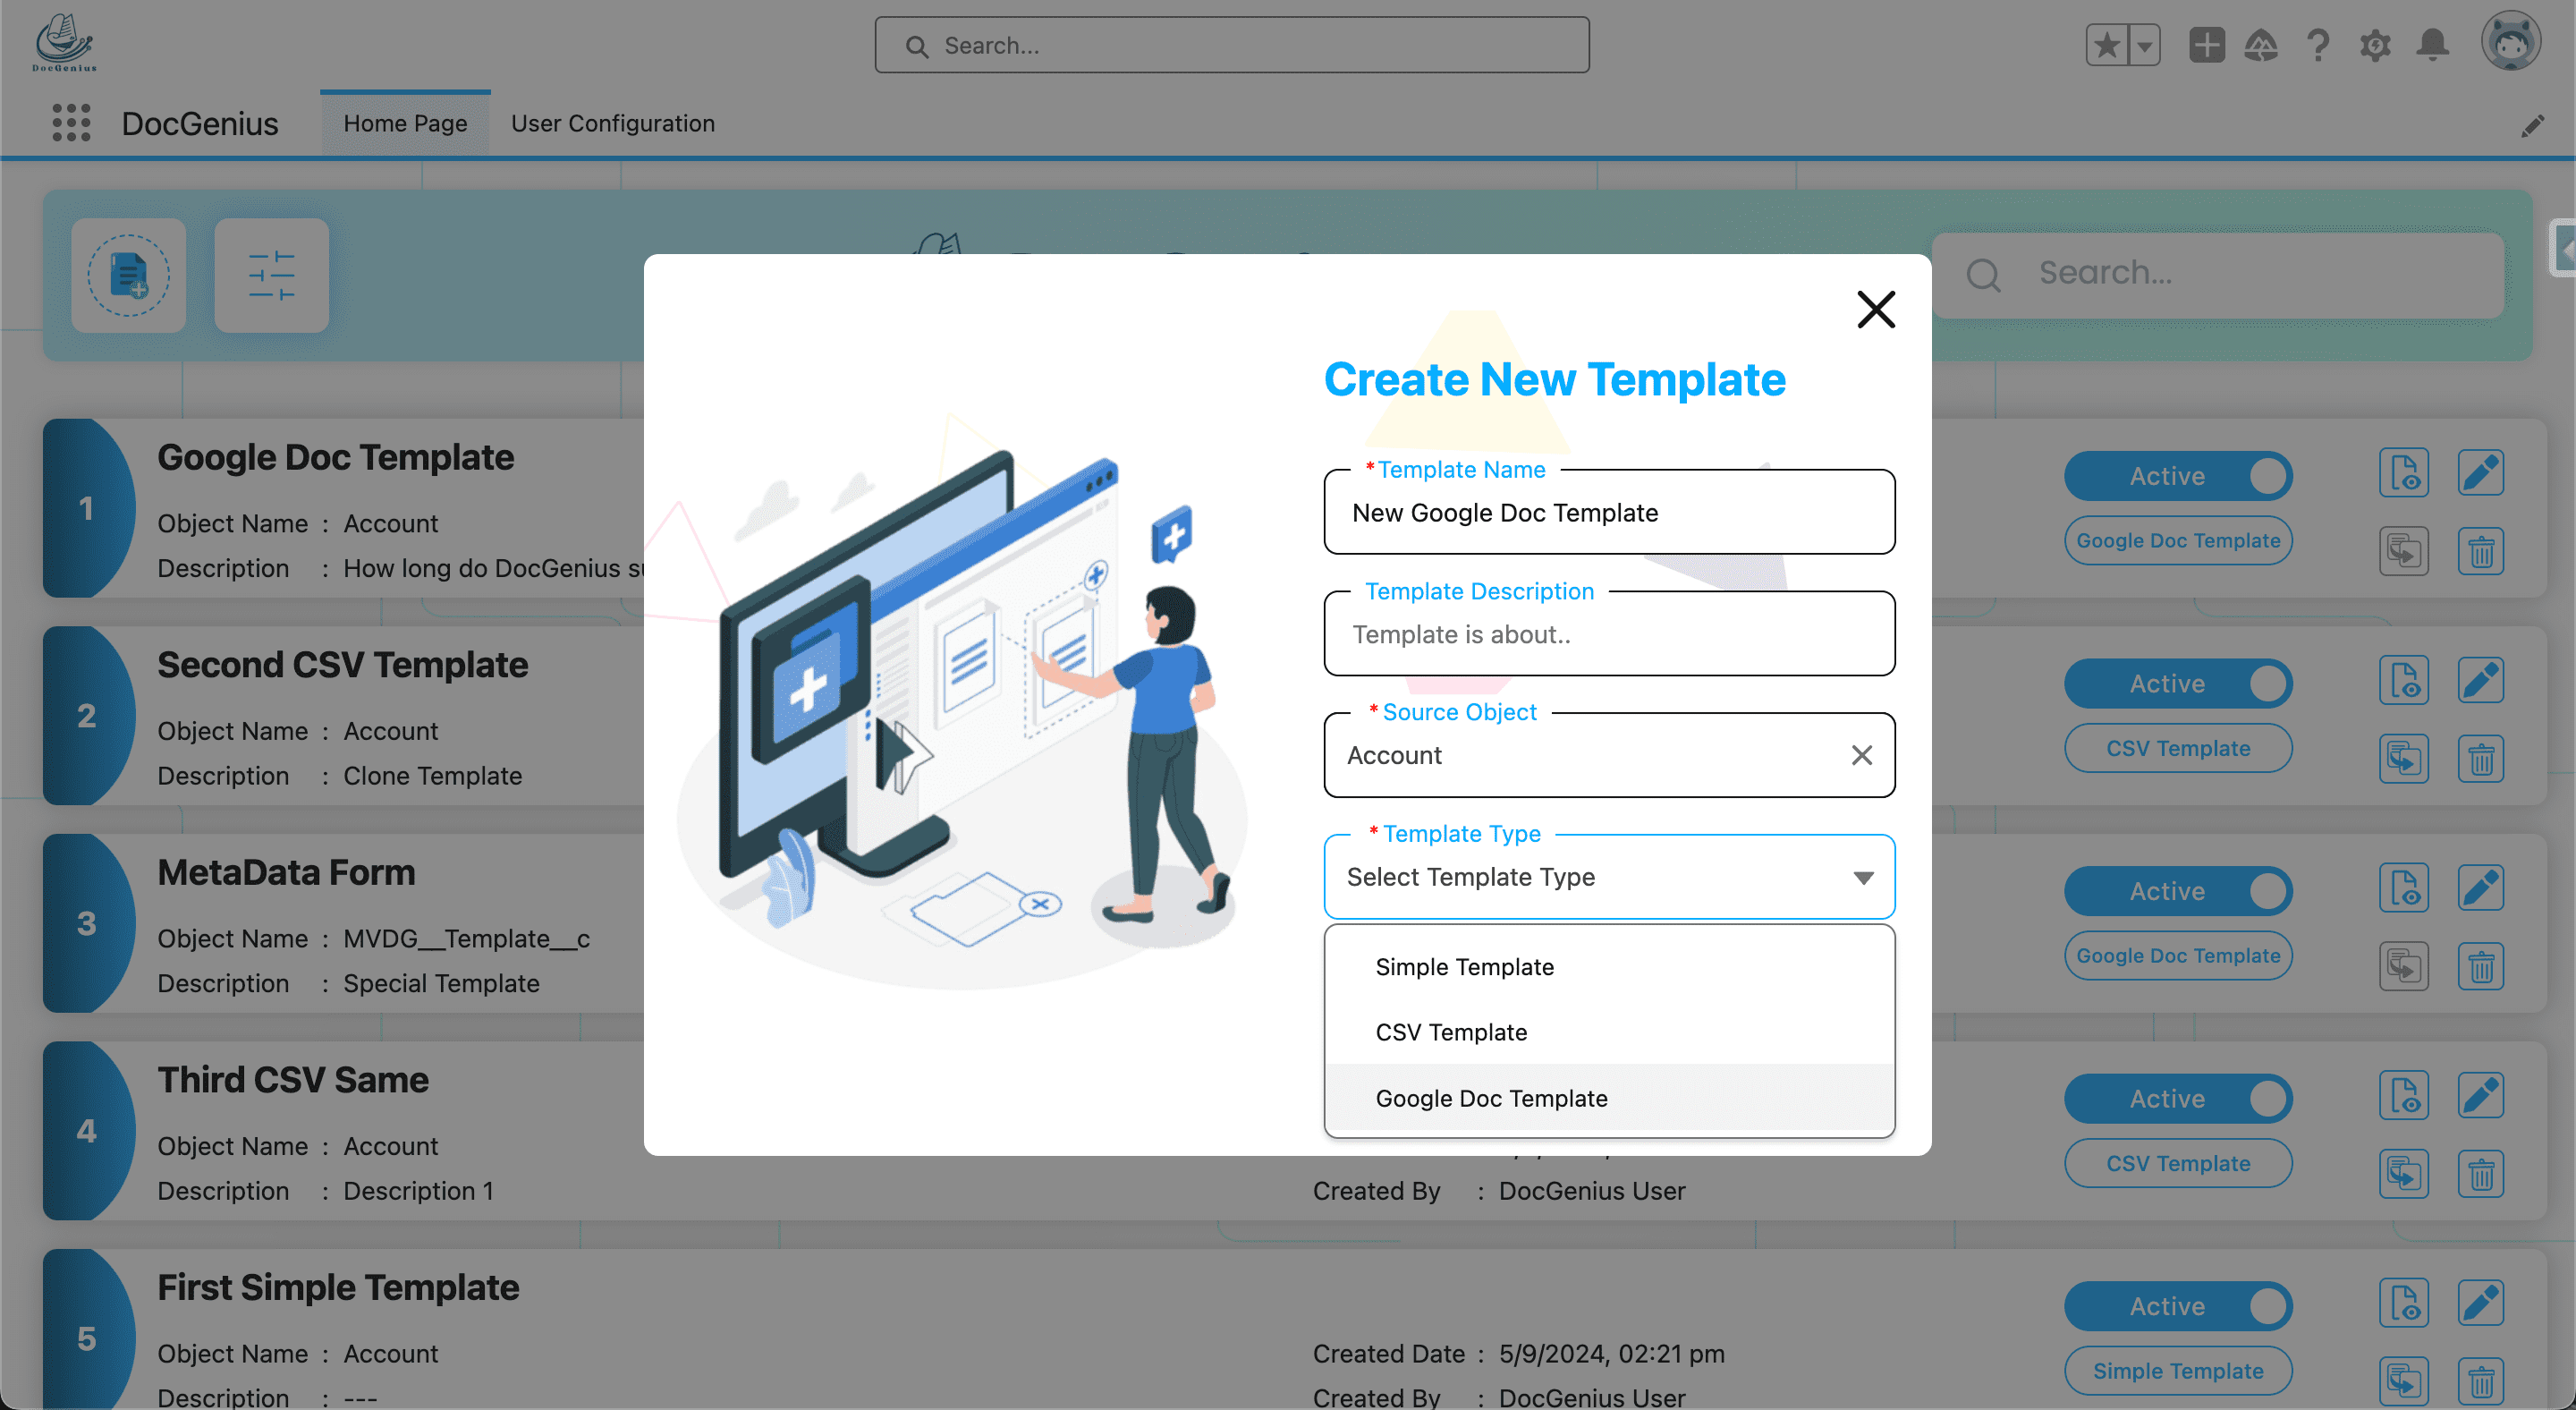 DocGenius
Search...
DocGenius
Home Page
User Configuration
Search...
1
Google Doc Template
Object Name : Account
Description : How long do DocGenius
Active
Google Doc Template
2
Second CSV Template
Object Name : Account
Description : Clone Template
Active
CSV Template
3
MetaData Form
Object Name : MVDG__Template__c
Description : Special Template
Active
Google Doc Template
4
Third CSV Same
Object Name : Account
Description : Description 1
Created By : DocGenius User
Active
CSV Template
5
First Simple Template
Object Name : Account
Description : ---
Created Date : 5/9/2024, 02:21 pm
Created By : DocGenius User
Active
Simple Template
Create New Template
*Template Name
New Google Doc Template
Template Description
Template is about..
*Source Object
Account
*Template Type
Select Template Type
Simple Template
CSV Template
Google Doc Template